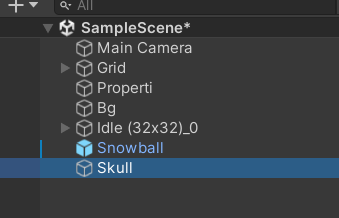 All
SampleScene*
Main Camera
Grid
Properti
Bg
Idle (32x32)_0
Snowball
Skull